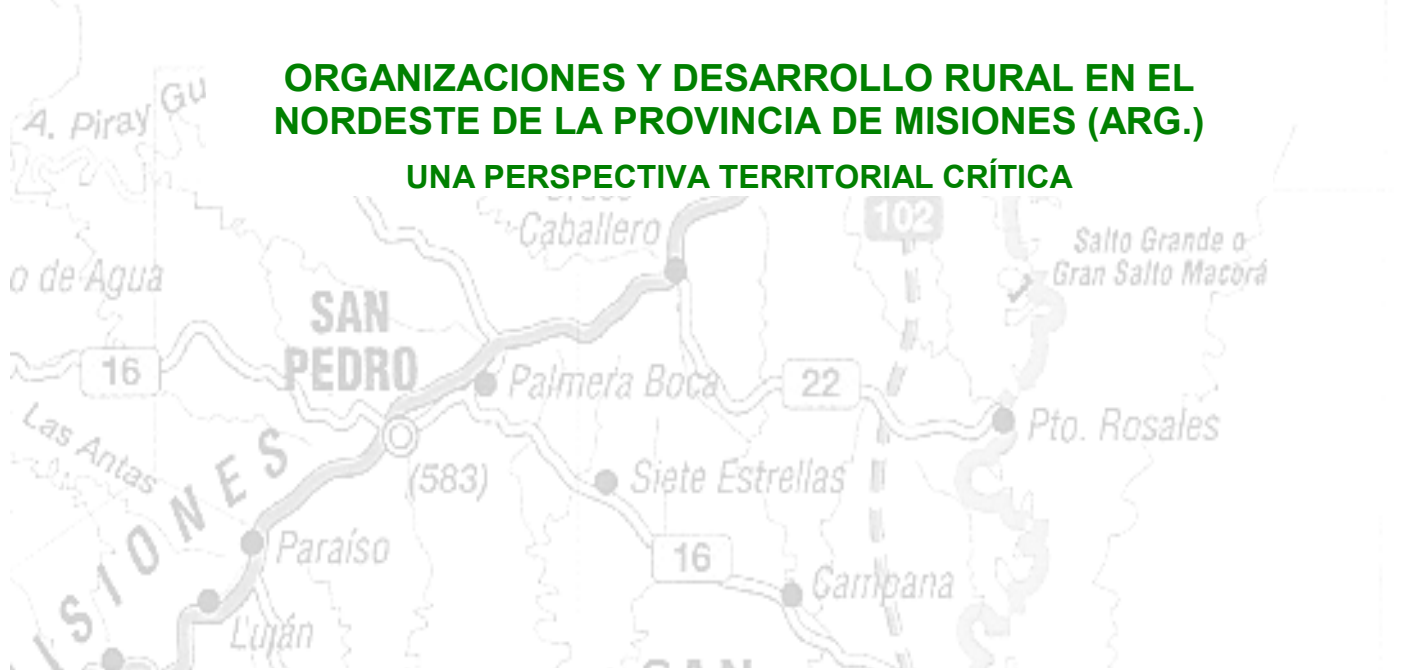 ORGANIZACIONES Y DESARROLLO RURAL EN EL
NORDESTE DE LA PROVINCIA DE MISIONES (ARG.)
UNA PERSPECTIVA TERRITORIAL CRÍTICA
A. Piray Gu
Caballero
102
Salto Grande o
Gran Salto Macorá
o de Agua
SAN
PEDRO
16
Palmera Boca
22
Las Antas
Pto. Rosales
(583)
Siete Estrellas
ISIONES
Paraíso
16
Campana
Luján
SAN